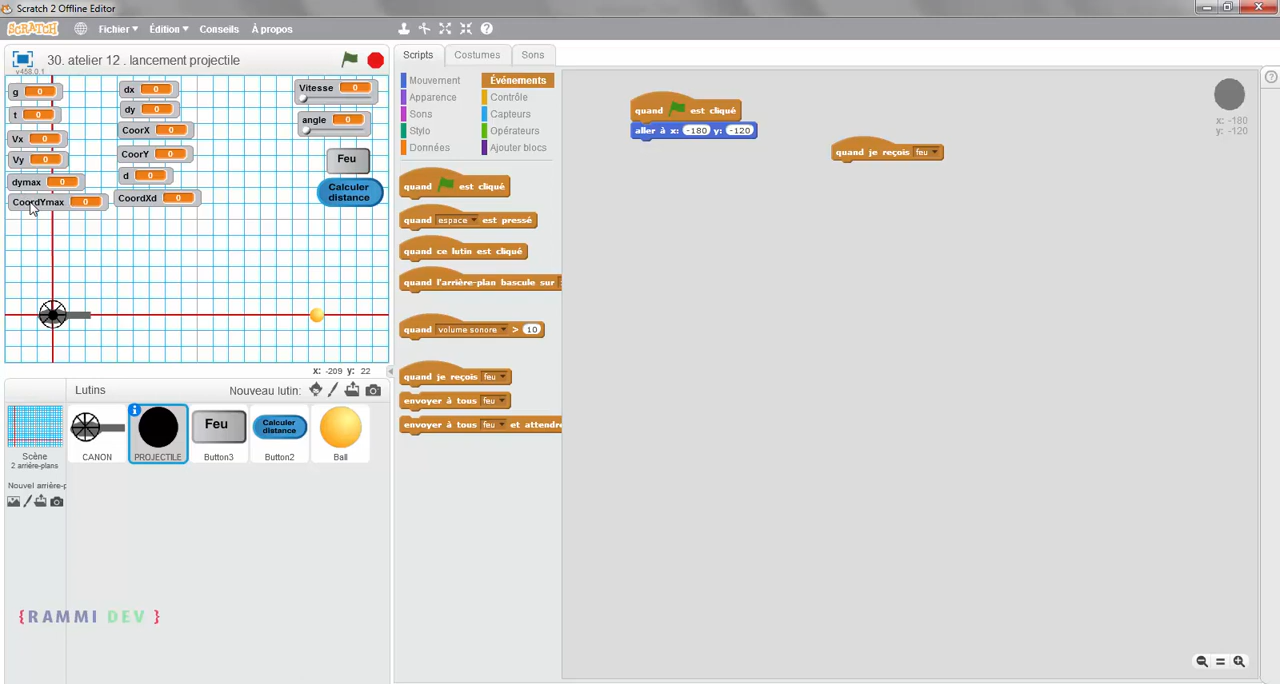 Scratch 2 Offline Editor
SCRATCH Fichier Édition Conseils À propos
30. atelier 12 . lancement projectile
v458.0.1
g 0
t 0
Vx 0
Vy 0
dymax 0
CoordYmax 0
dx 0
dy 0
CoorX 0
CoorY 0
d 0
CoordXd 0
Vitesse 0
angle 0
Feu
Calculer
distance
x: -209 y: 22
Lutins
Nouveau lutin:
Scène
2 arrière-plans
Nouvel arrière-p
CANON
PROJECTILE
Feu
Button3
Calculer
distance
Button2
Ball
Scripts Costumes Sons
Mouvement
Apparence
Sons
Stylo
Données
Événements
Contrôle
Capteurs
Opérateurs
Ajouter blocs
quand est cliqué
quand espace est pressé
quand ce lutin est cliqué
quand l'arrière-plan bascule sur
quand volume sonore > 10
quand je reçois feu
envoyer à tous feu
envoyer à tous feu et attendre
quand est cliqué
aller à x: -180 y: -120
quand je reçois feu
x: -180
y: -120
{RAMMI DEV }